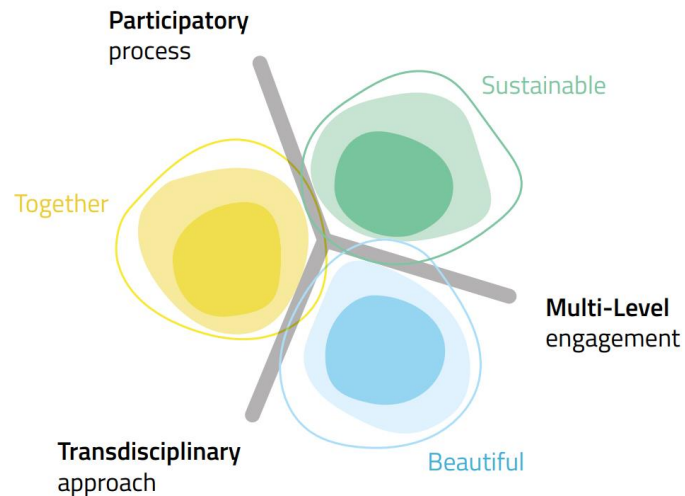 Participatory
process
Sustainable
Together
Multi-Level
engagement
Transdisciplinary
approach
Beautiful